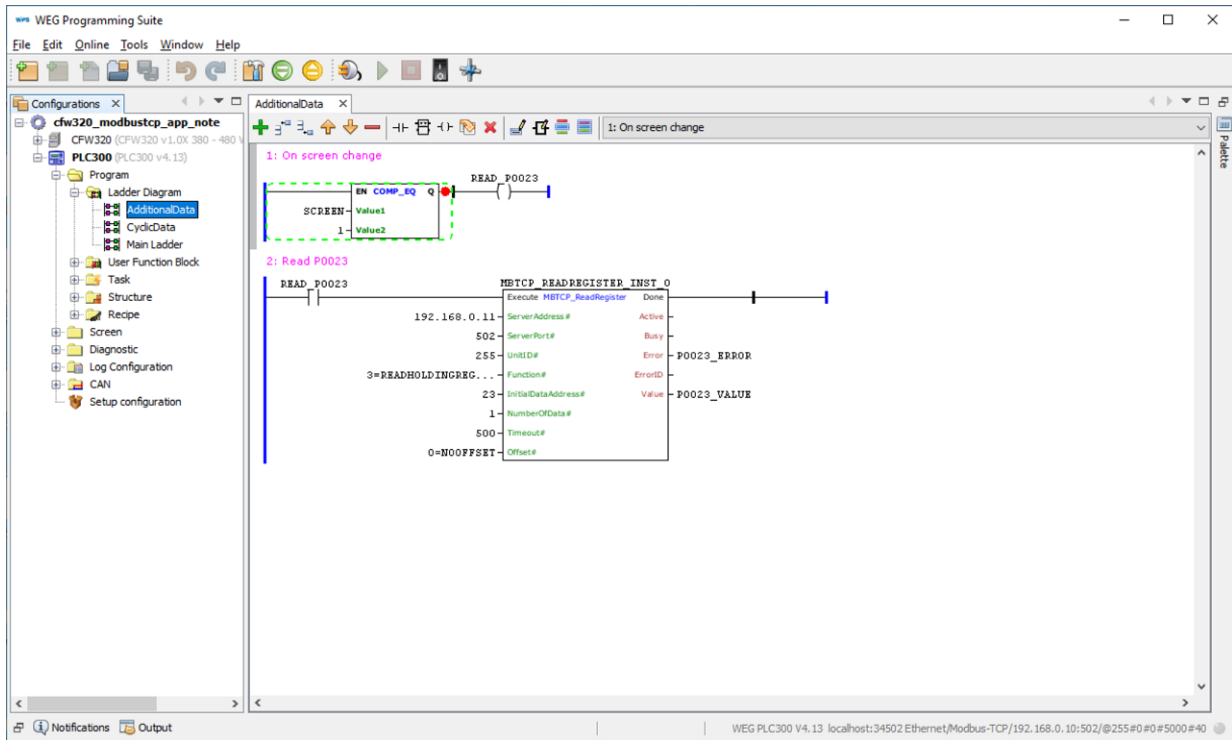 WPS WEG Programming Suite
File Edit Online Tools Window Help
Configurations
AdditionalData
cfw320_modbustcp_app_note
CFW320 (CFW320 v1.0X 380 - 480 V
PLC300 (PLC300 v4.13)
Program
Ladder Diagram
AdditionalData
CyclicData
Main Ladder
User Function Block
Task
Structure
Recipe
Screen
Diagnostic
Log Configuration
CAN
Setup configuration
1: On screen change
Palette
1: On screen change
READ_P0023
EN COMP_EQ Q
SCREEN Value1
1 Value2
2: Read P0023
READ_P0023 MBTCP_READREGISTER_INST_0
Execute MBTCP_ReadRegister Done
192.168.0.11 ServerAddress# Active
502 ServerPort# Busy
255 UnitID# Error P0023_ERROR
3=READHOLDINGREG... Function# ErrorID
23 InitialDataAddress# Value P0023_VALUE
1 NumberOfData#
500 Timeout#
0=NOOFFSET Offset#
Notifications Output
WEG PLC300 V4.13 localhost:34502 Ethernet/Modbus-TCP/192.168.0.10:502/@255#0#0#5000#40